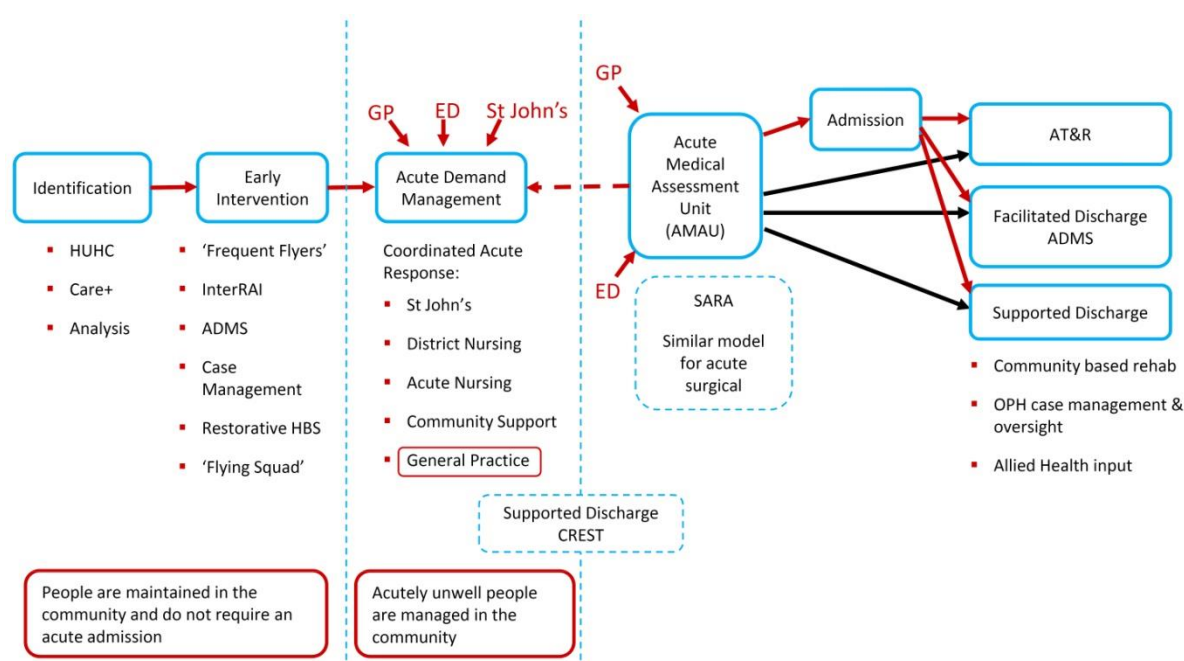 Identification
HUHC
Care+
Analysis
Early
Intervention
‘Frequent Flyers’
InterRAI
ADMS
Case
Management
Restorative HBS
‘Flying Squad’
People are maintained in the
community and do not require an
acute admission
GP
ED
St John’s
Acute Demand
Management
Coordinated Acute
Response:
St John’s
District Nursing
Acute Nursing
Community Support
General Practice
Supported Discharge
CREST
Acutely unwell people
are managed in the
community
GP
Acute
Medical
Assessment
Unit
(AMAU)
ED
SARA
Similar model
for acute
surgical
Admission
AT&R
Facilitated Discharge
ADMS
Supported Discharge
Community based rehab
OPH case management &
oversight
Allied Health input